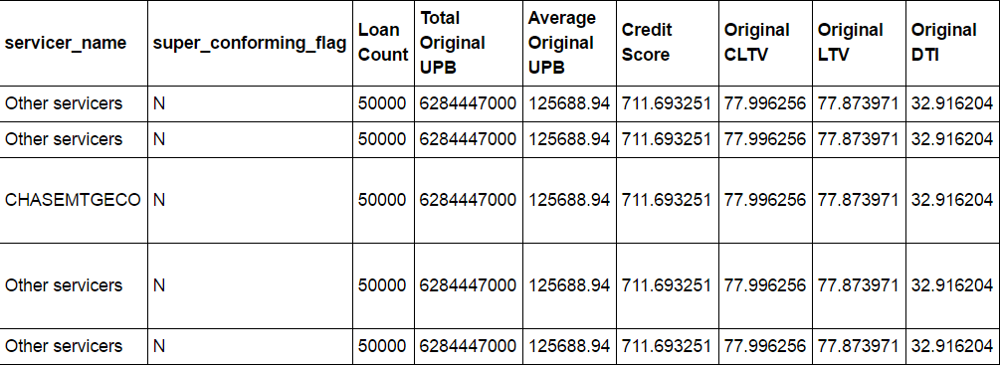 servicer_name super_conforming_flag Loan Count Total Original UPB Average Original UPB Credit Score Original CLTV Original LTV Original DTI
Other servicers N 50000 6284447000 125688.94 711.693251 77.996256 77.873971 32.916204
Other servicers N 50000 6284447000 125688.94 711.693251 77.996256 77.873971 32.916204
CHASEMTGECO N 50000 6284447000 125688.94 711.693251 77.996256 77.873971 32.916204
Other servicers N 50000 6284447000 125688.94 711.693251 77.996256 77.873971 32.916204
Other servicers N 50000 6284447000 125688.94 711.693251 77.996256 77.873971 32.916204